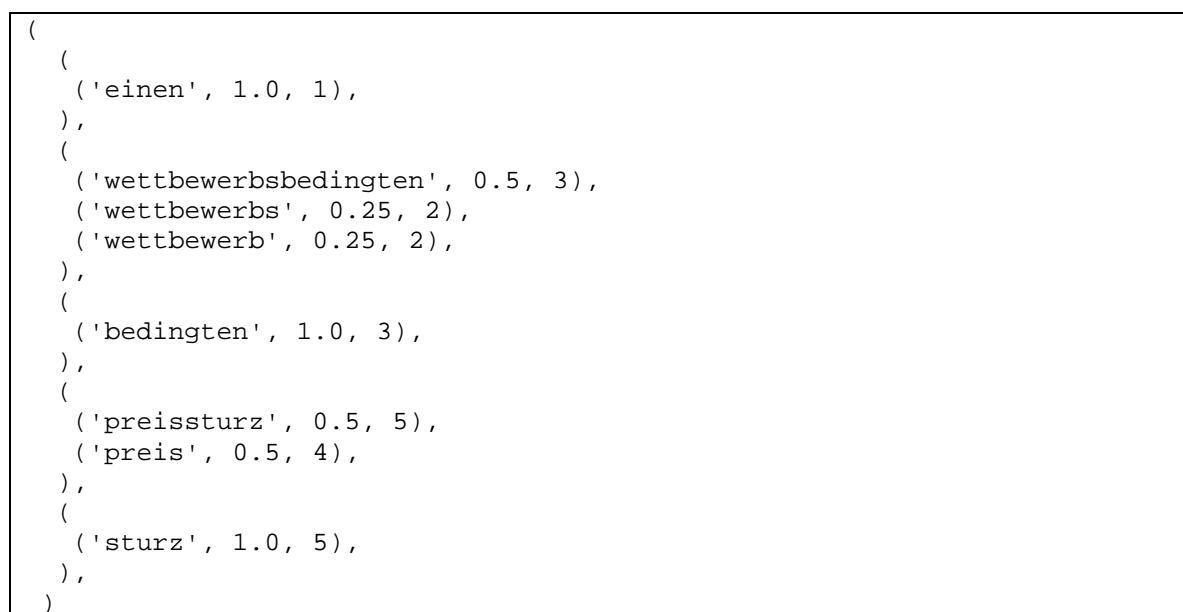 (
  (
   ('einen', 1.0, 1),
  ),
  (
   ('wettbewerbsbedingten', 0.5, 3),
   ('wettbewerbs', 0.25, 2),
   ('wettbewerb', 0.25, 2),
  ),
  (
   ('bedingten', 1.0, 3),
  ),
  (
   ('preissturz', 0.5, 5),
   ('preis', 0.5, 4),
  ),
  (
   ('sturz', 1.0, 5),
  ),
 )